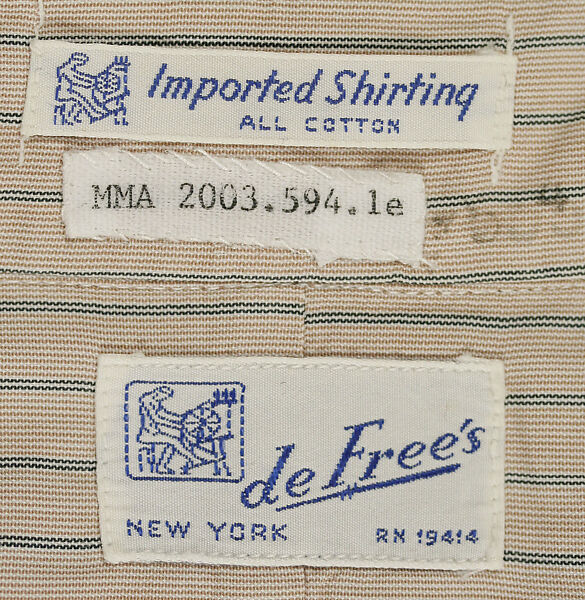 Imported Shirting
ALL COTTON
MMA 2003.594.1e
de Free's
NEW YORK RN 19414